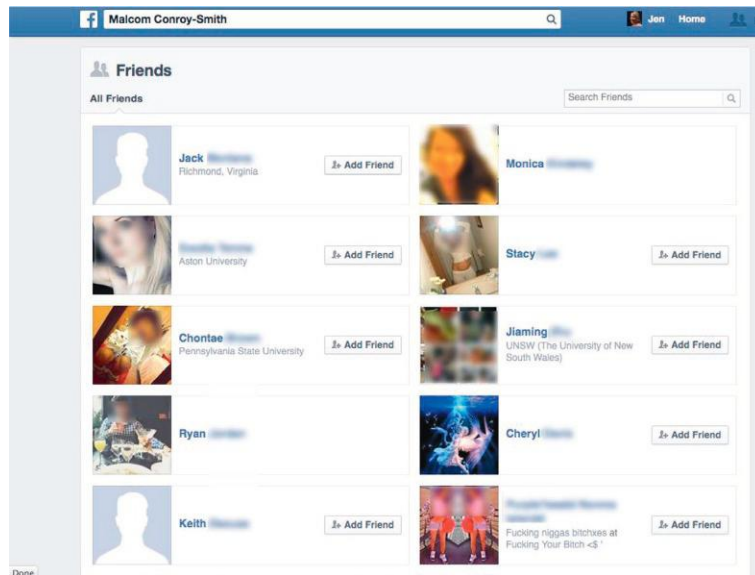 f
Malcom Conroy-Smith
Jen Home
Friends
All Friends
Search Friends
Jack
Richmond, Virginia
Add Friend
Monica
Aston University
Add Friend
Stacy
Add Friend
Chontae
Pennsylvania State University
Add Friend
Jiaming
UNSW (The University of New
South Wales)
Add Friend
Ryan
Cheryl
Add Friend
Keith
Add Friend
Fucking niggas bitchxes at
Fucking Your Bitch <$ '
Add Friend
Done